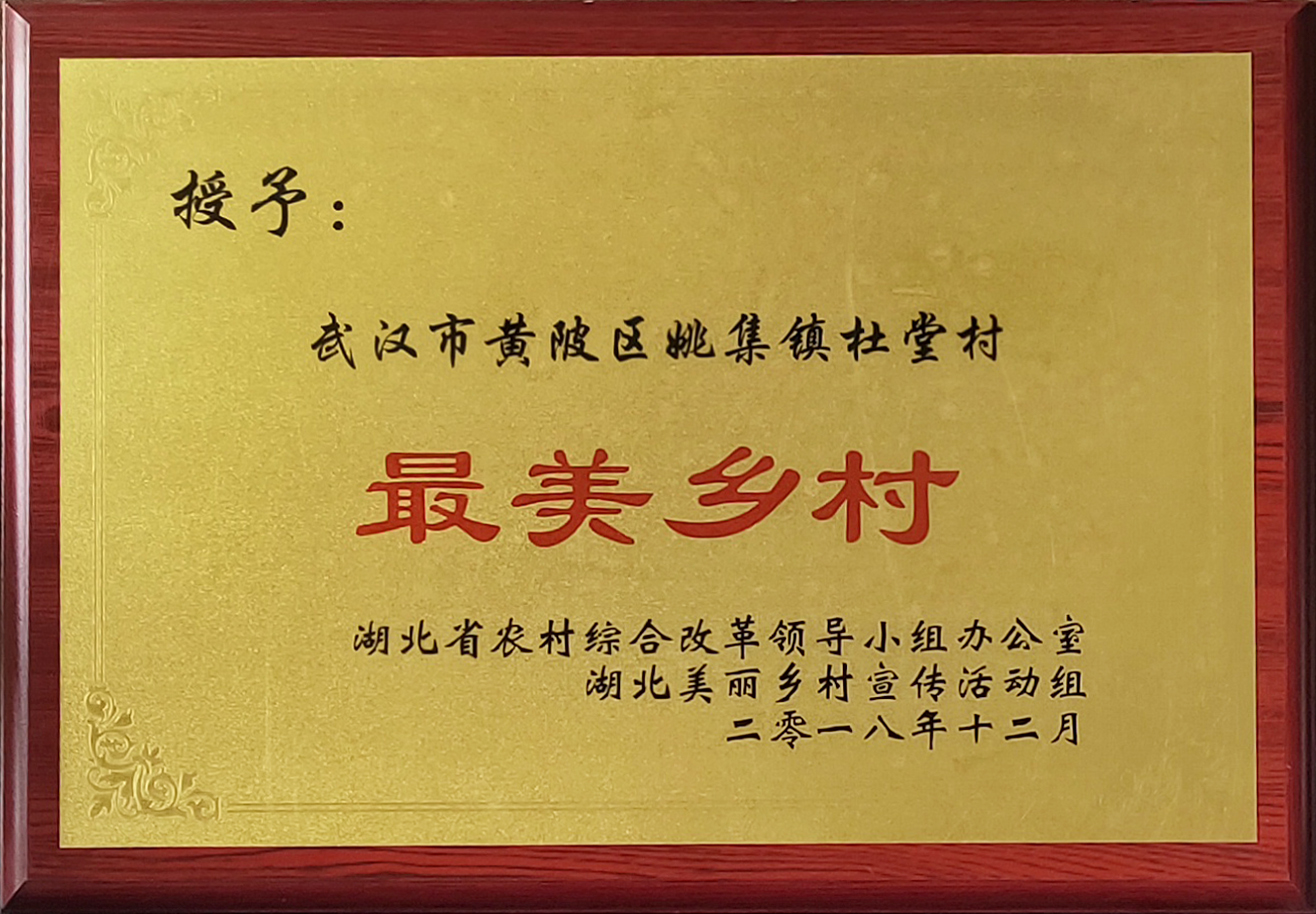 授予：
武汉市黄陂区姚集镇杜堂村
最美乡村
湖北省农村综合改革领导小组办公室
湖北美丽乡村宣传活动组
二零一八年十二月